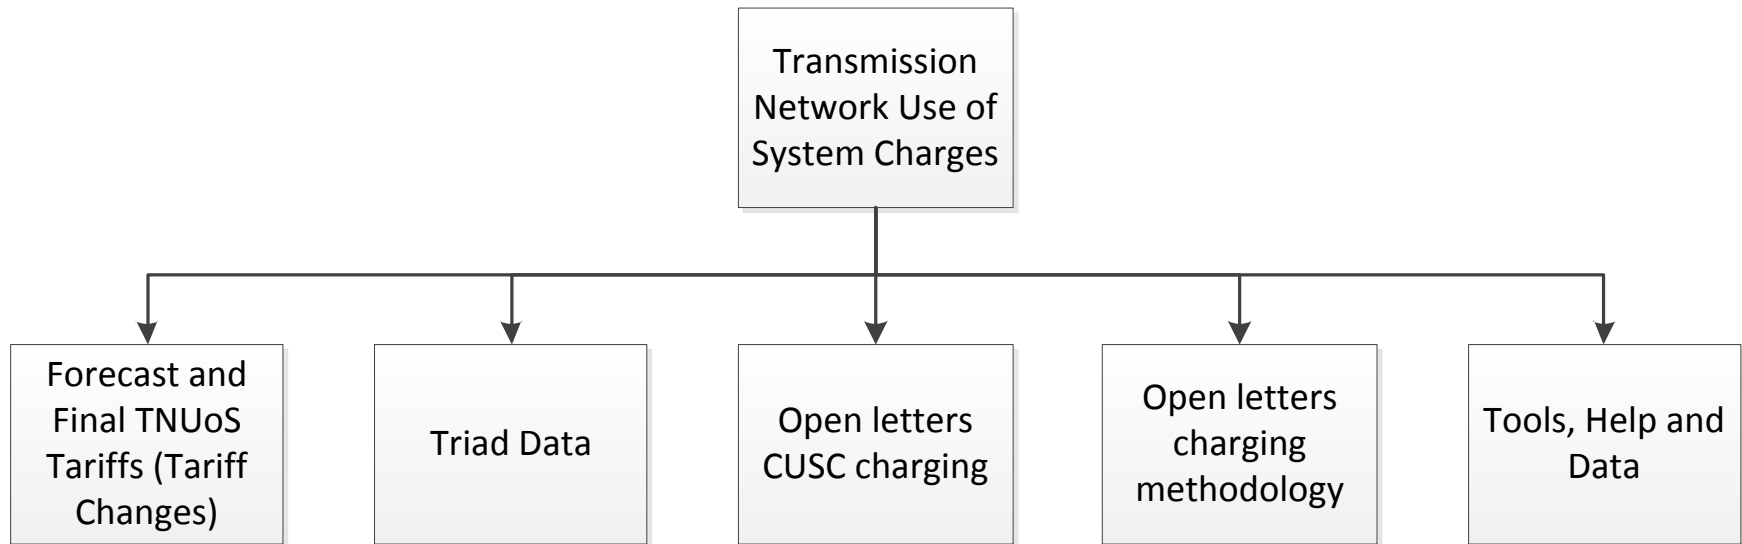 Transmission
Network Use of
System Charges
Forecast and
Final TNUoS
Tariffs (Tariff
Changes)
Triad Data
Open letters
CUSC charging
Open letters
charging
methodology
Tools, Help and
Data